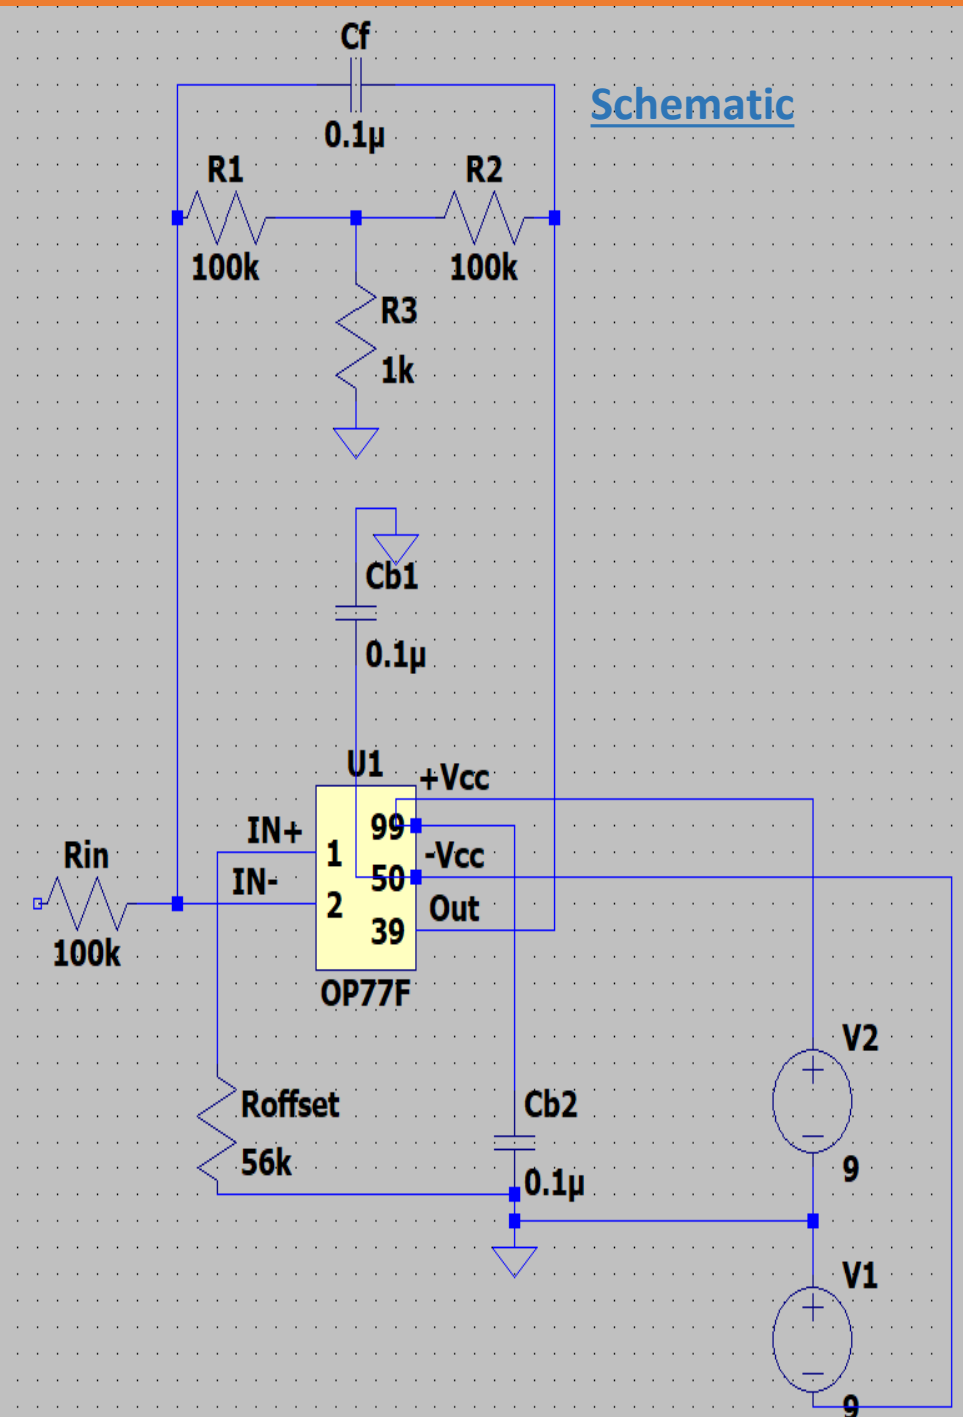 Cf
Schematic
0.1µ
R1
R2
100k
100k
R3
1k
Cb1
0.1µ
U1
+Vcc
IN+
99
Rin
1
-Vcc
IN-
50
2
Out
39
100k
OP77F
V2
Roffset
Cb2
56k
9
0.1µ
V1
9